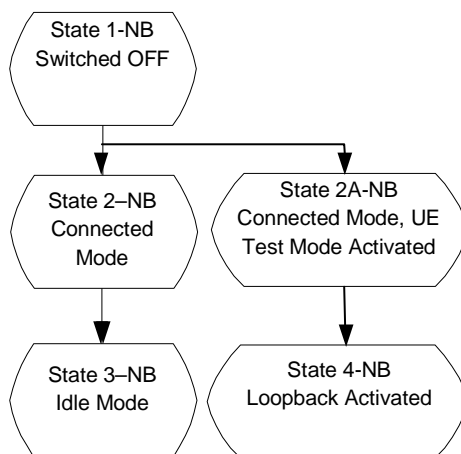 State 1-NB
Switched OFF
State 2–NB
Connected
Mode
State 2A-NB
Connected Mode, UE
Test Mode Activated
State 3–NB
Idle Mode
State 4-NB
Loopback Activated